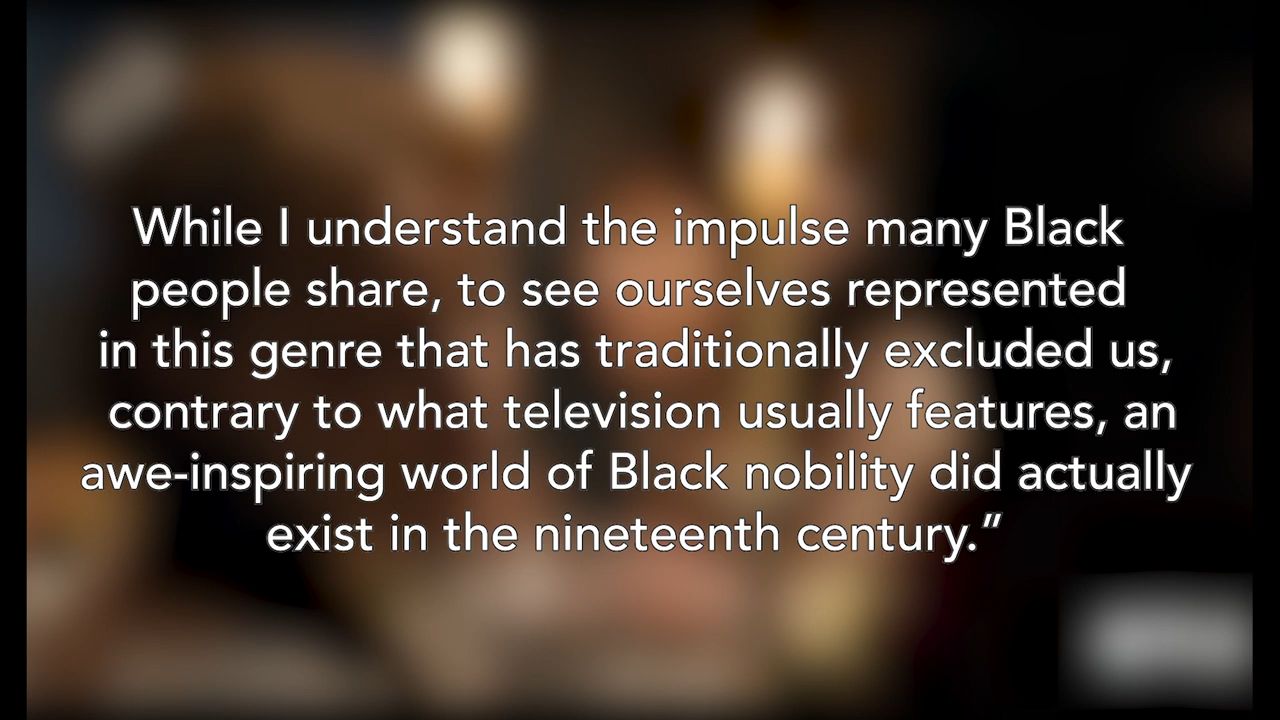 While I understand the impulse many Black
people share, to see ourselves represented
in this genre that has traditionally excluded us,
contrary to what television usually features, an
awe-inspiring world of Black nobility did actually
exist in the nineteenth century.”